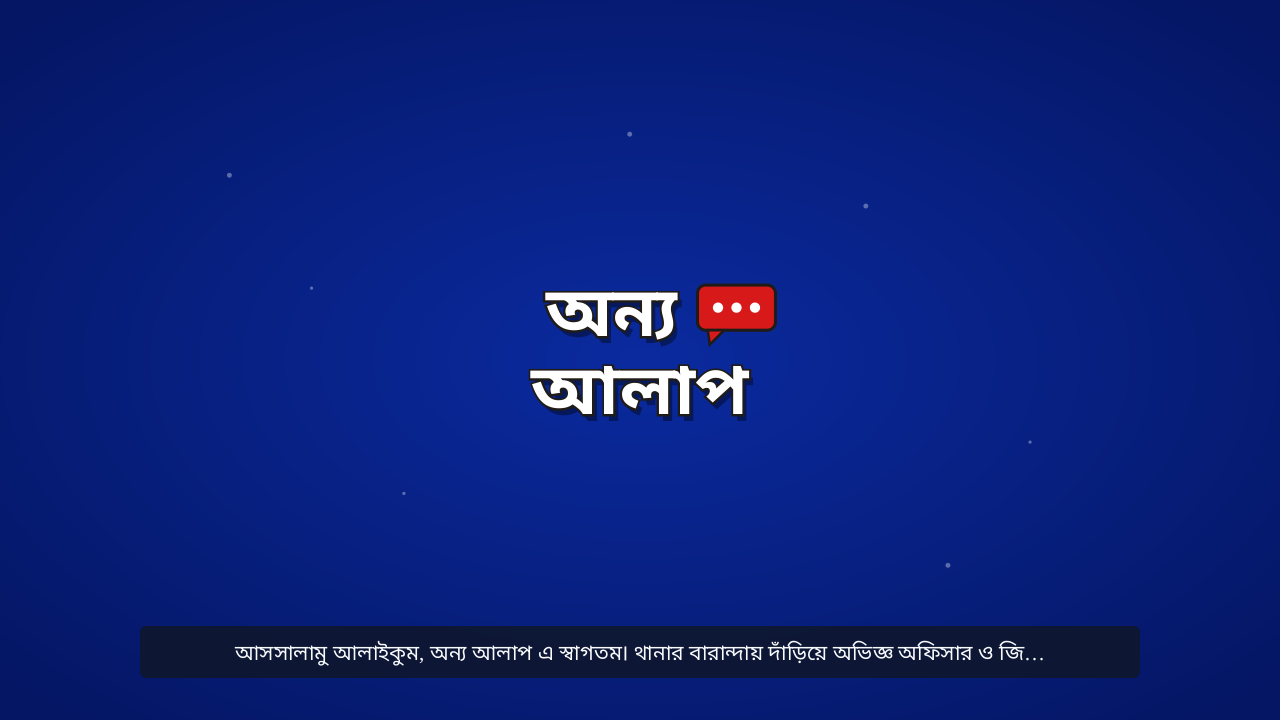 অন্য
আলাপ
আসসালামু আলাইকুম, অন্য আলাপ এ স্বাগতম। থানার বারান্দায় দাঁড়িয়ে অভিজ্ঞ অফিসার ও জি...